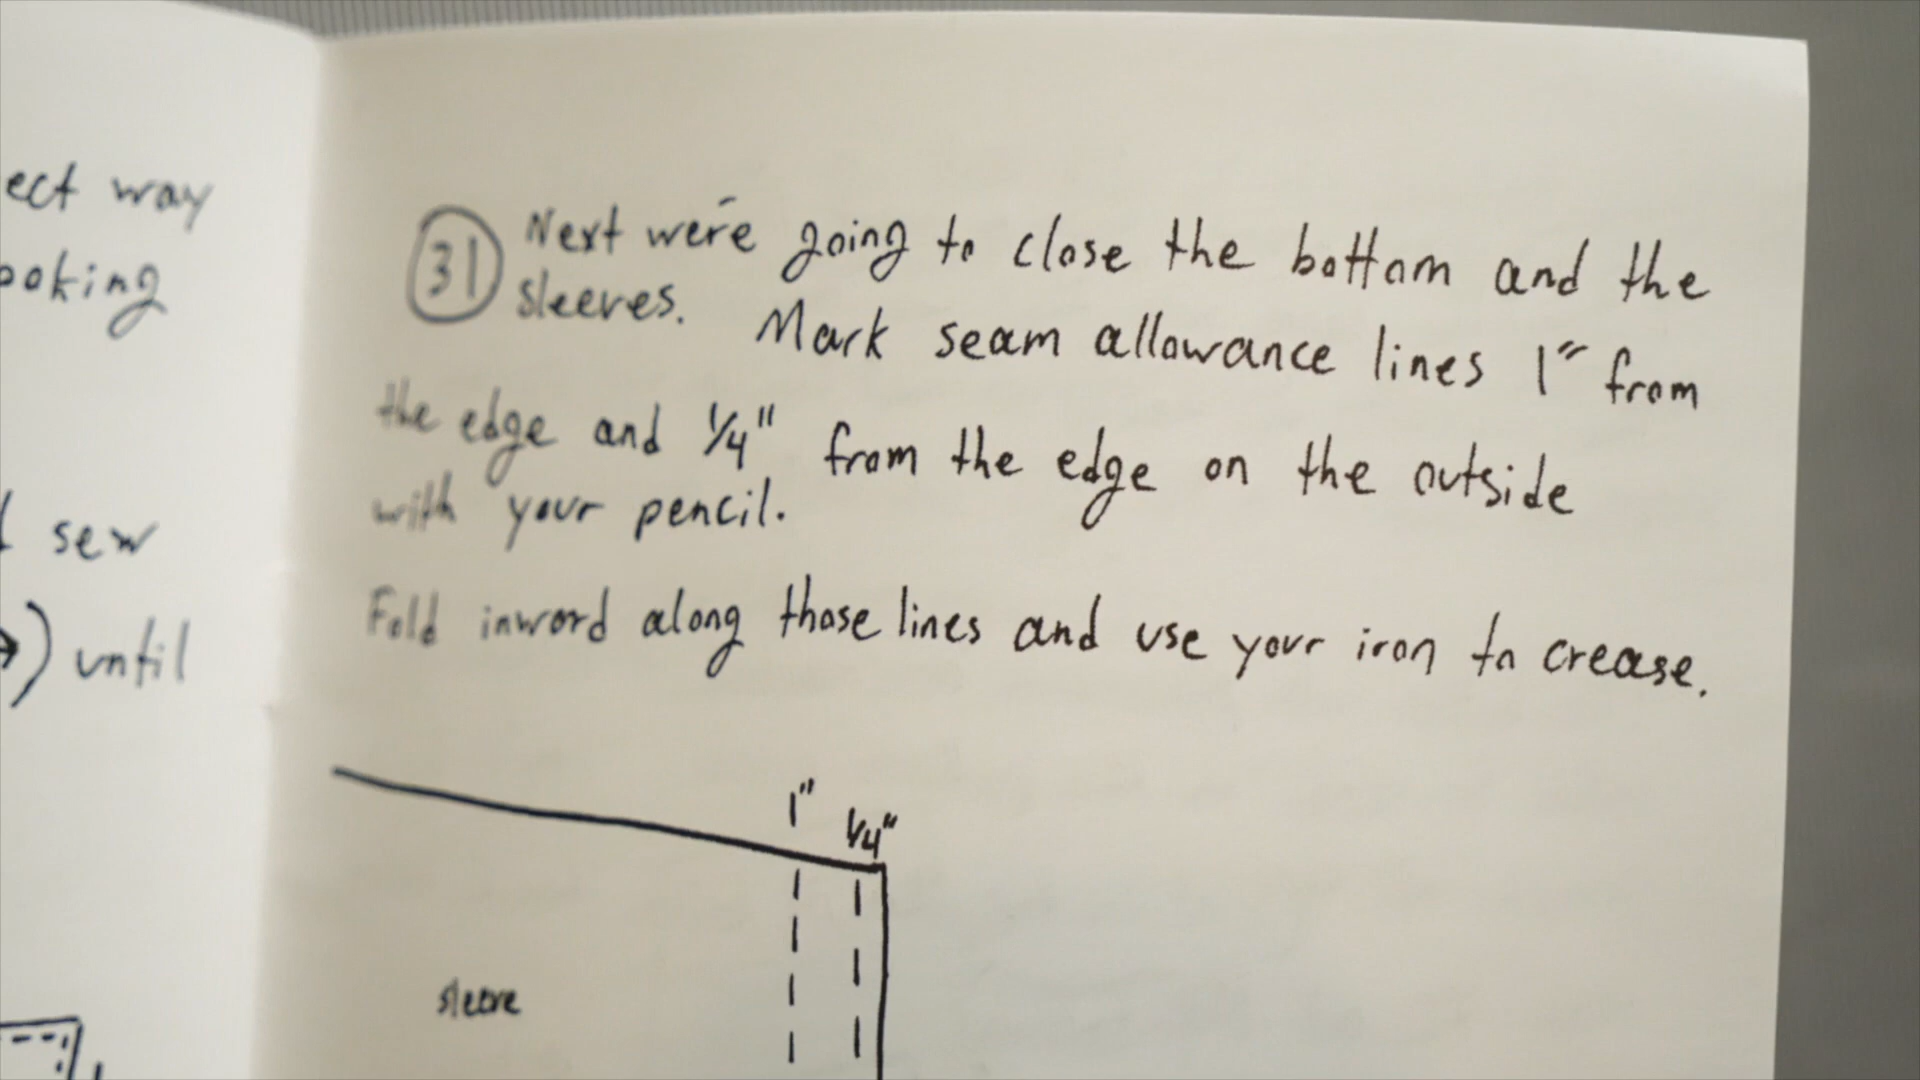 ect way
ooking
sew
) until
31 Next we're going to close the bottom and the
sleeves. Mark seam allowance lines 1" from
the edge and 1/4" from the edge on the outside
with your pencil.
Fold inword along those lines and use your iron to crease.
1"
1/4"
sleeve